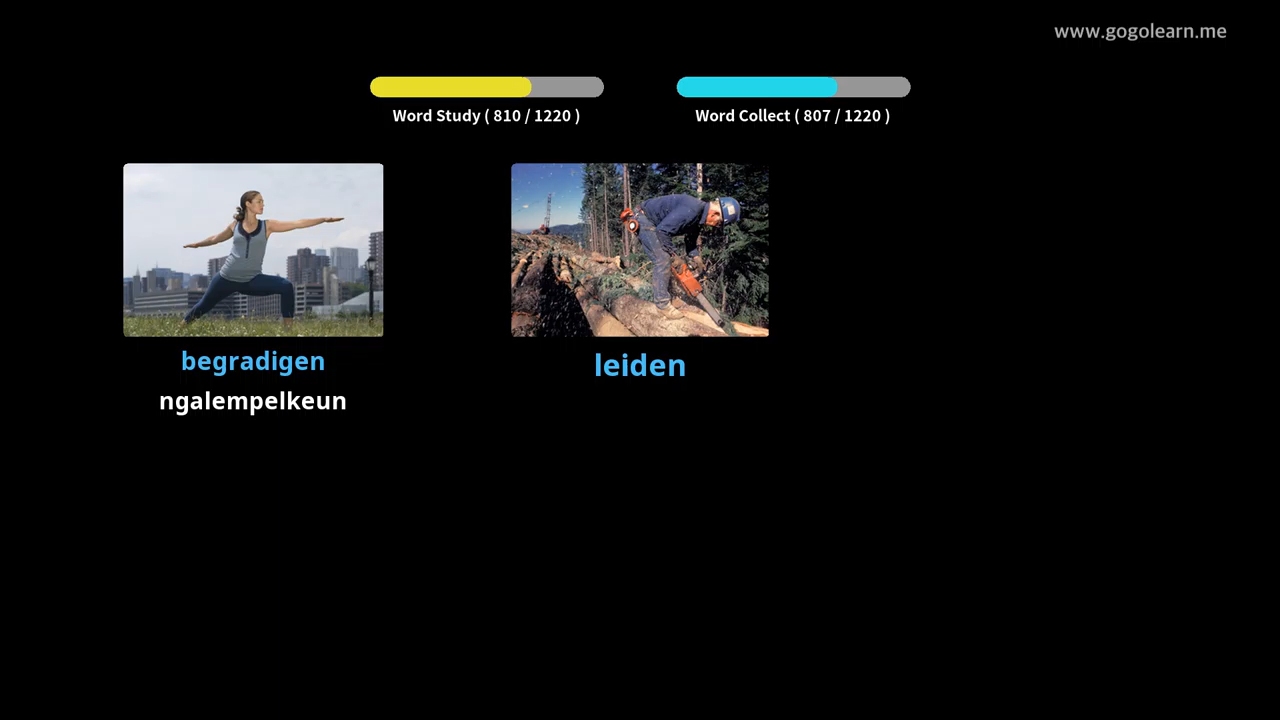 www.gogolearn.me
Word Study ( 810 / 1220 )
Word Collect ( 807 / 1220 )
begradigen
ngalempelkeun
leiden